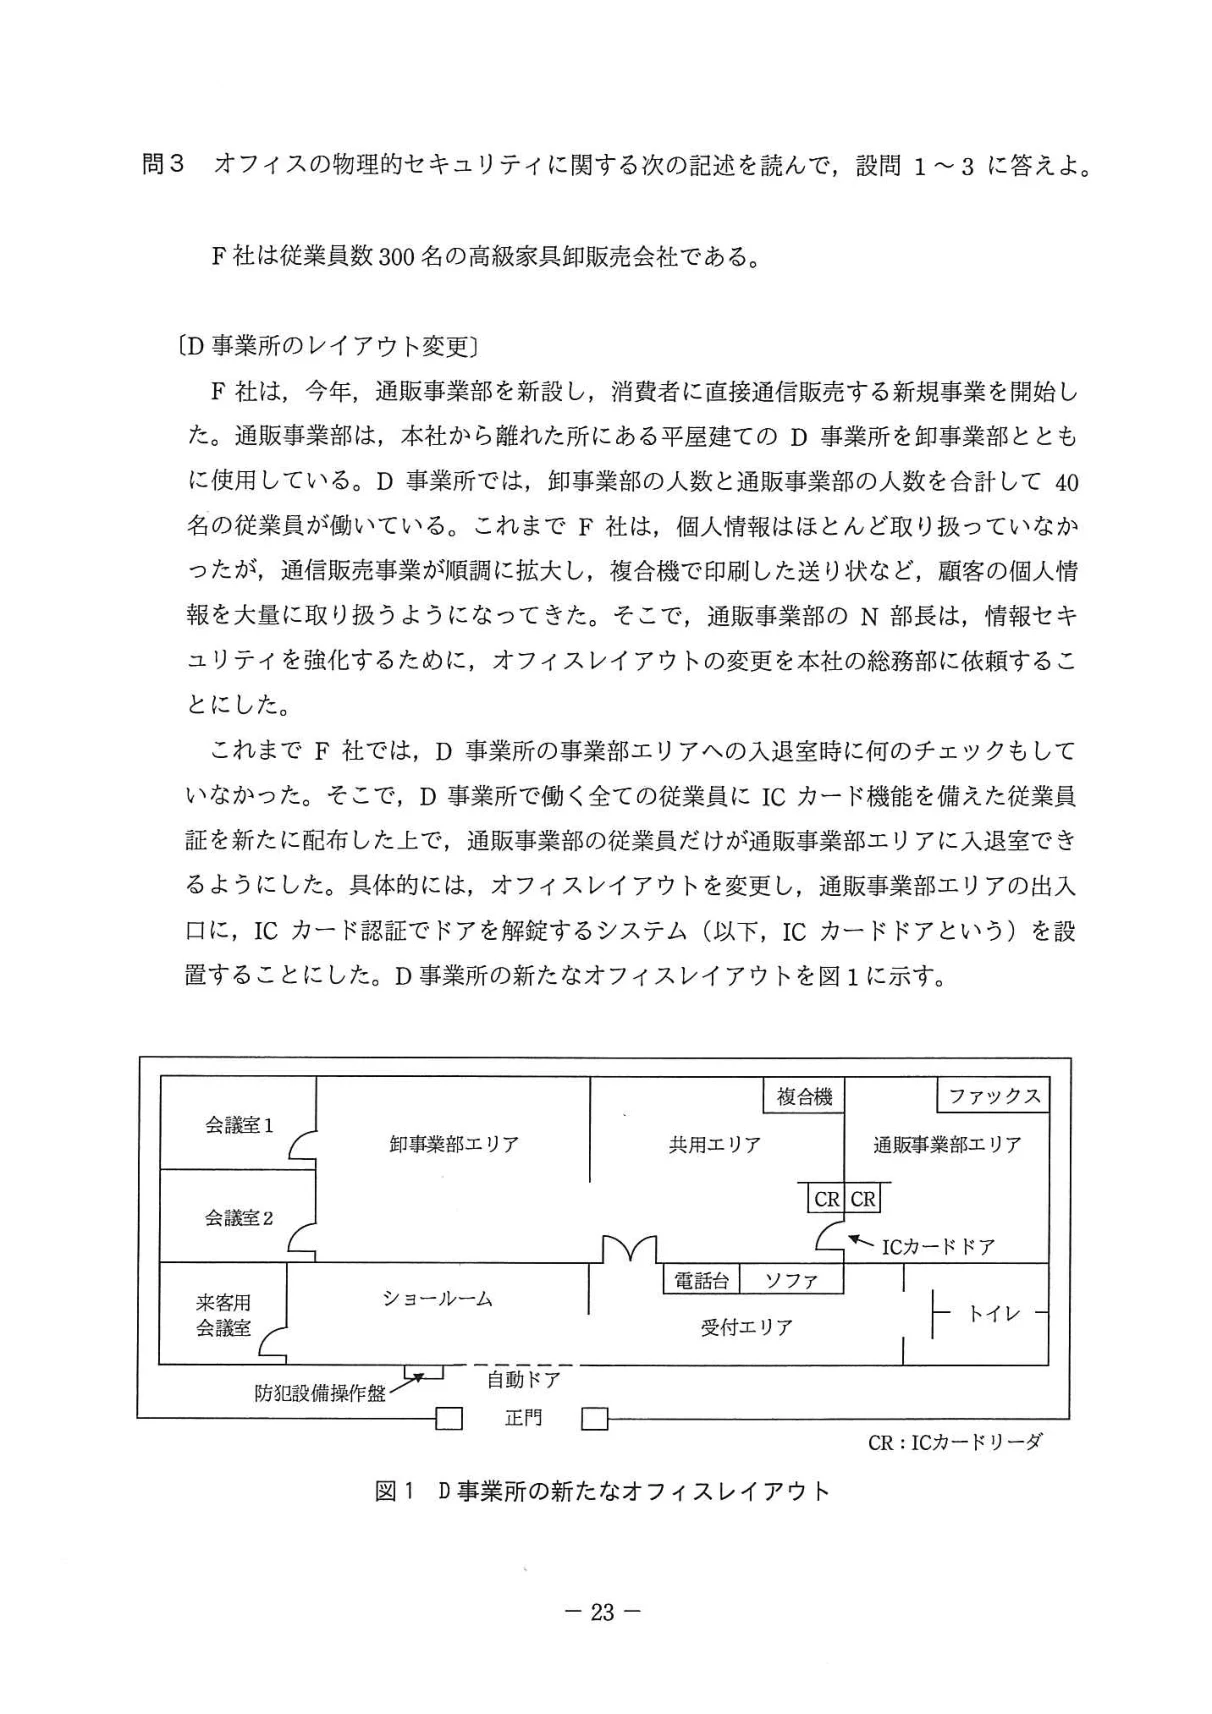 問3 オフィスの物理的セキュリティに関する次の記述を読んで，設問 1～3 に答えよ。
F 社は従業員数 300 名の高級家具卸販売会社である。
〔D 事業所のレイアウト変更〕
F 社は，今年，通販事業部を新設し，消費者に直接通信販売する新規事業を開始し
た。通販事業部は，本社から離れた所にある平屋建ての D 事業所を卸事業部ととも
に使用している。D 事業所では，卸事業部の人数と通販事業部の人数を合計して 40
名の従業員が働いている。これまで F 社は，個人情報はほとんど取り扱っていなか
ったが，通信販売事業が順調に拡大し，複合機で印刷した送り状など，顧客の個人情
報を大量に取り扱うようになってきた。そこで，通販事業部の N 部長は，情報セキ
ュリティを強化するために，オフィスレイアウトの変更を本社の総務部に依頼するこ
とにした。
これまで F 社では，D 事業所の事業部エリアへの入退室時に何のチェックもして
いなかった。そこで，D 事業所で働く全ての従業員に IC カード機能を備えた従業員
証を新たに配布した上で，通販事業部の従業員だけが通販事業部エリアに入退室でき
るようにした。具体的には，オフィスレイアウトを変更し，通販事業部エリアの出入
口に，IC カード認証でドアを解錠するシステム（以下，IC カードドアという）を設
置することにした。D 事業所の新たなオフィスレイアウトを図 1 に示す。
複合機
ファックス
会議室1
卸事業部エリア
共用エリア
通販事業部エリア
CR
CR
会議室2
ICカードドア
電話台
ソファ
来客用
会議室
ショールーム
受付エリア
トイレ
防犯設備操作盤
自動ドア
正門
CR：ICカードリーダ
図 1 D 事業所の新たなオフィスレイアウト
－ 23 －